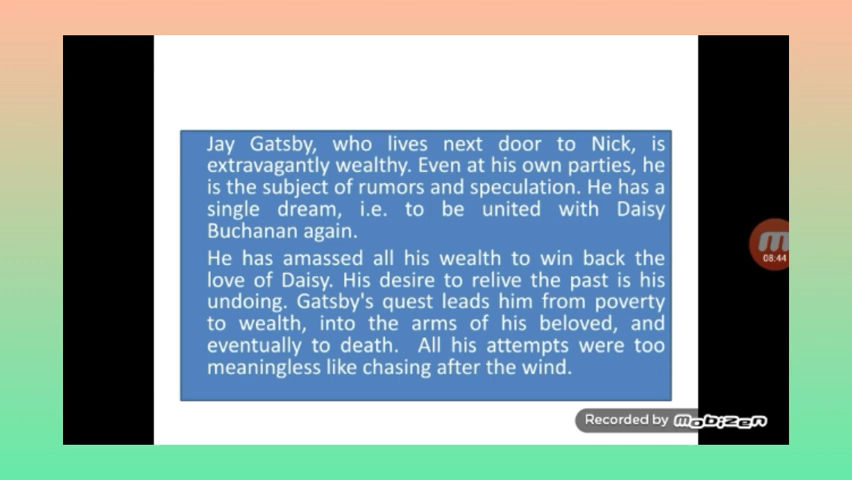 Jay Gatsby, who lives next door to Nick, is
extravagantly wealthy. Even at his own parties, he
is the subject of rumors and speculation. He has a
single dream, i.e. to be united with Daisy
Buchanan again.
He has amassed all his wealth to win back the
love of Daisy. His desire to relive the past is his
undoing. Gatsby's quest leads him from poverty
to wealth, into the arms of his beloved, and
eventually to death. All his attempts were too
meaningless like chasing after the wind.
08:44
Recorded by mobizen